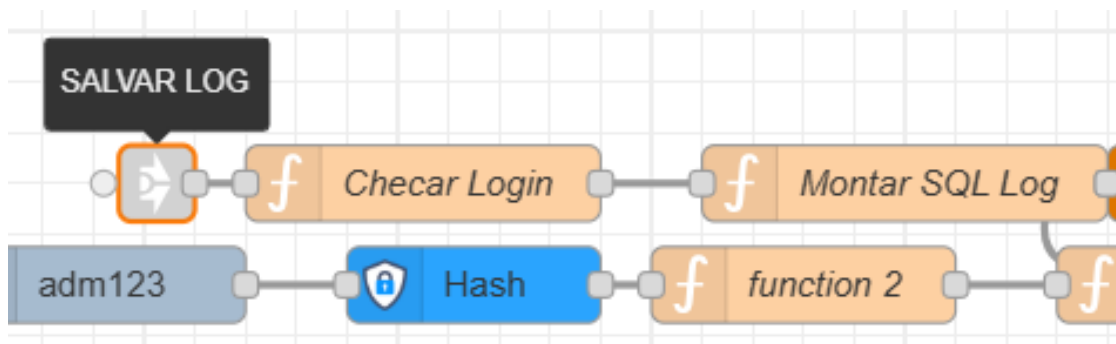 SALVAR LOG
Checar Login
Montar SQL Log
adm123
Hash
function 2